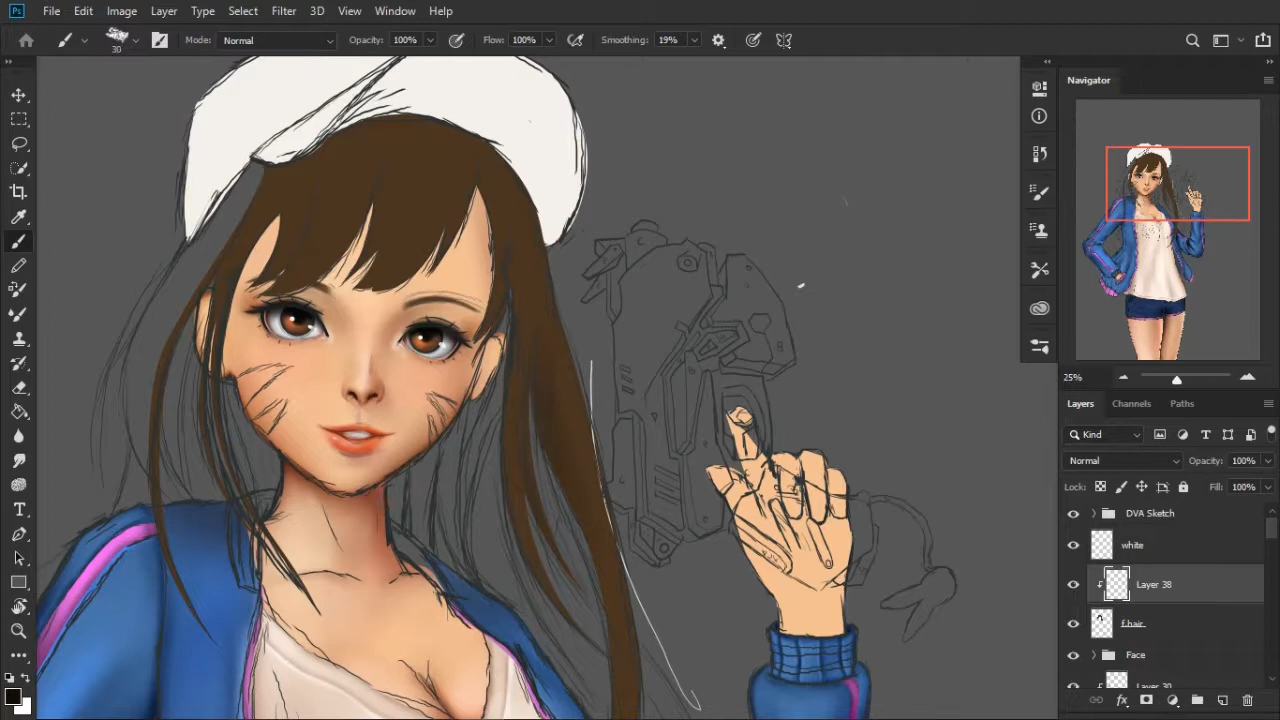 Ps File Edit Image Layer Type Select Filter 3D View Window Help
30 Mode: Normal Opacity: 100% Flow: 100% Smoothing: 19%
Navigator
25%
Layers Channels Paths
Kind
Normal Opacity: 100%
Lock: Fill: 100%
DVA Sketch
white
Layer 38
f.hair
Face
Layer 30